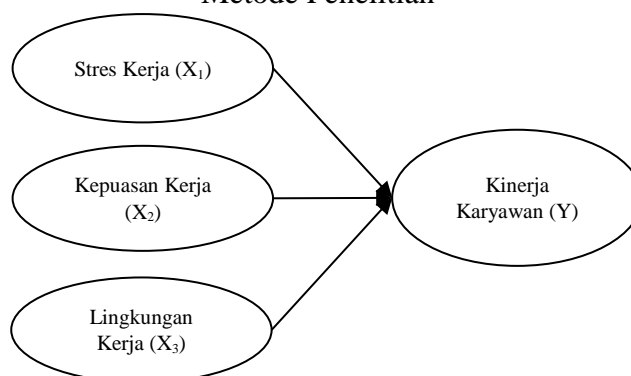 Metode Penelitian
Stres Kerja (X₁)
Kepuasan Kerja
(X₂)
Kinerja
Karyawan (Y)
Lingkungan
Kerja (X₃)